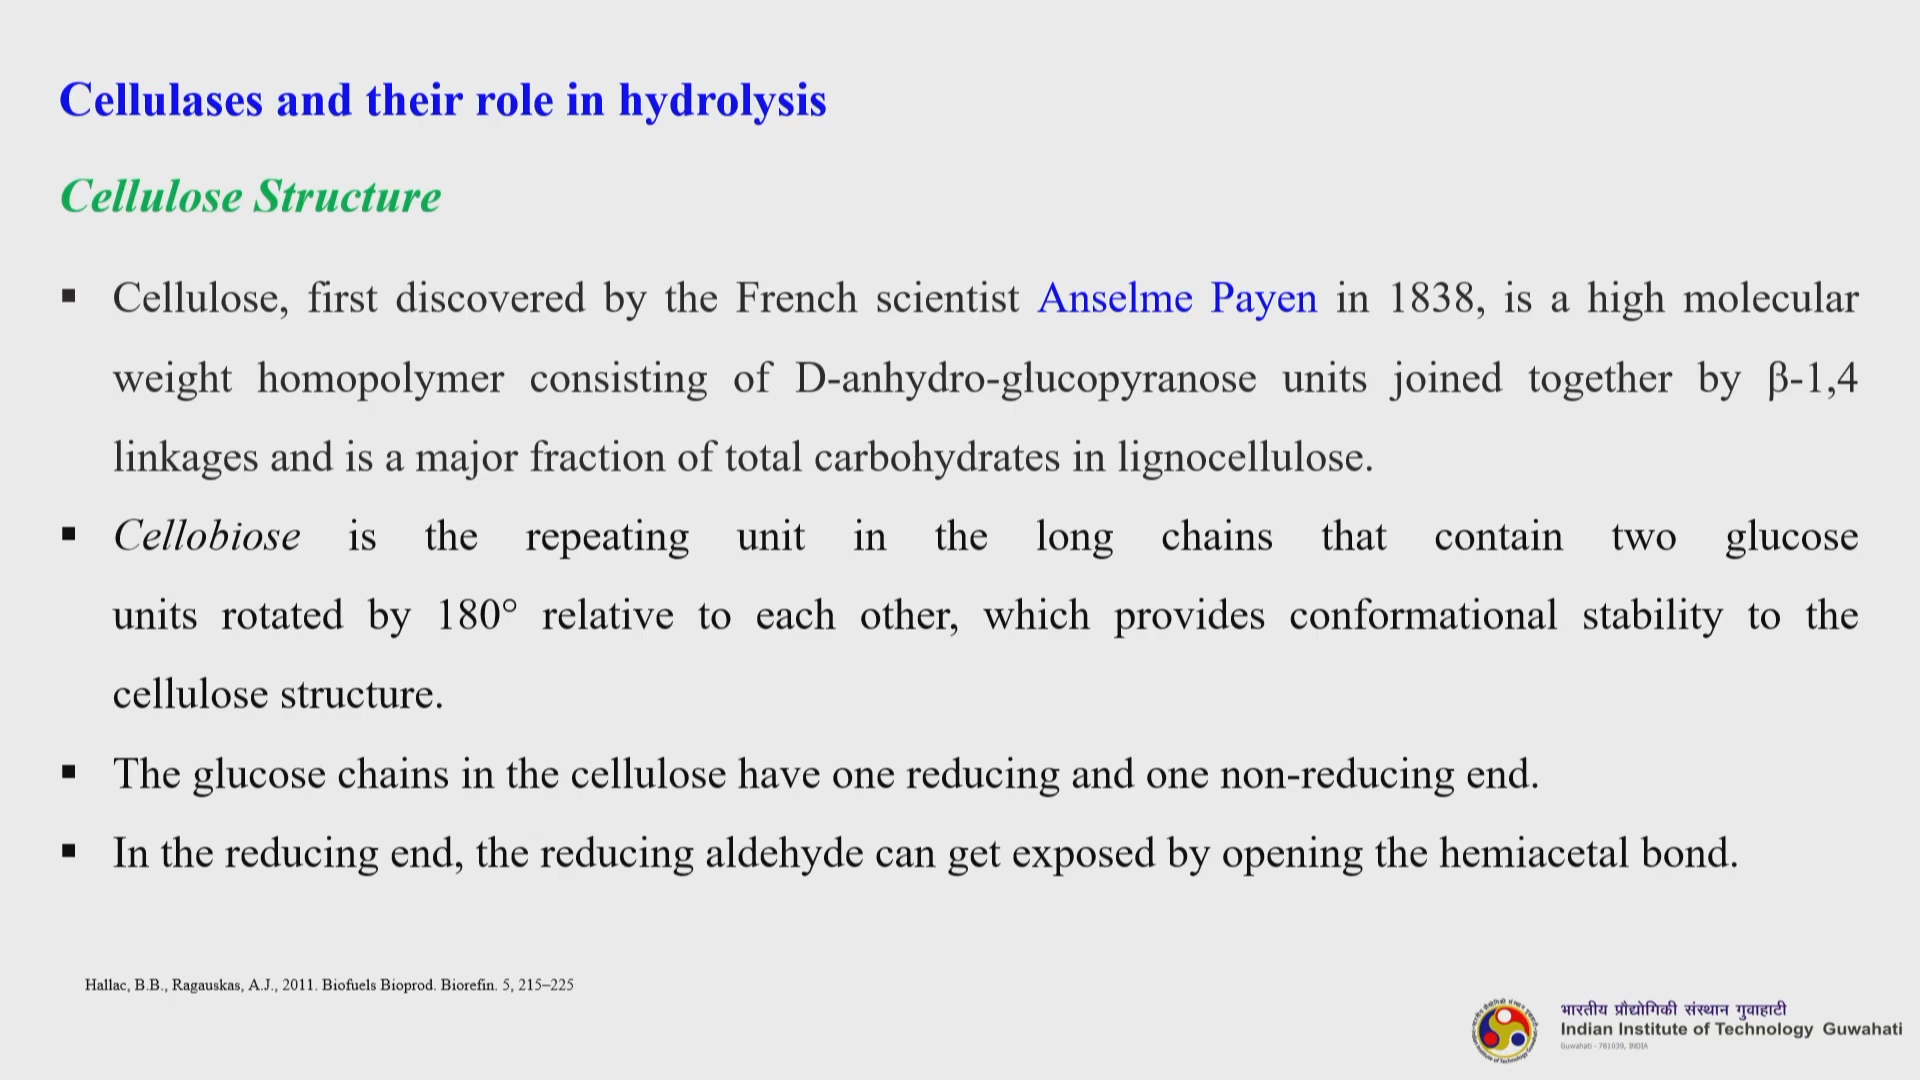 Cellulases and their role in hydrolysis
Cellulose Structure
▪ Cellulose, first discovered by the French scientist Anselme Payen in 1838, is a high molecular
weight homopolymer consisting of D-anhydro-glucopyranose units joined together by β-1,4
linkages and is a major fraction of total carbohydrates in lignocellulose.
▪ Cellobiose is the repeating unit in the long chains that contain two glucose
units rotated by 180° relative to each other, which provides conformational stability to the
cellulose structure.
▪ The glucose chains in the cellulose have one reducing and one non-reducing end.
▪ In the reducing end, the reducing aldehyde can get exposed by opening the hemiacetal bond.
Hallac, B.B., Ragauskas, A.J., 2011. Biofuels Bioprod. Biorefin. 5, 215–225
भारतीय प्रौद्योगिकी संस्थान गुवाहाटी
Indian Institute of Technology Guwahati
Guwahati - 781039, INDIA